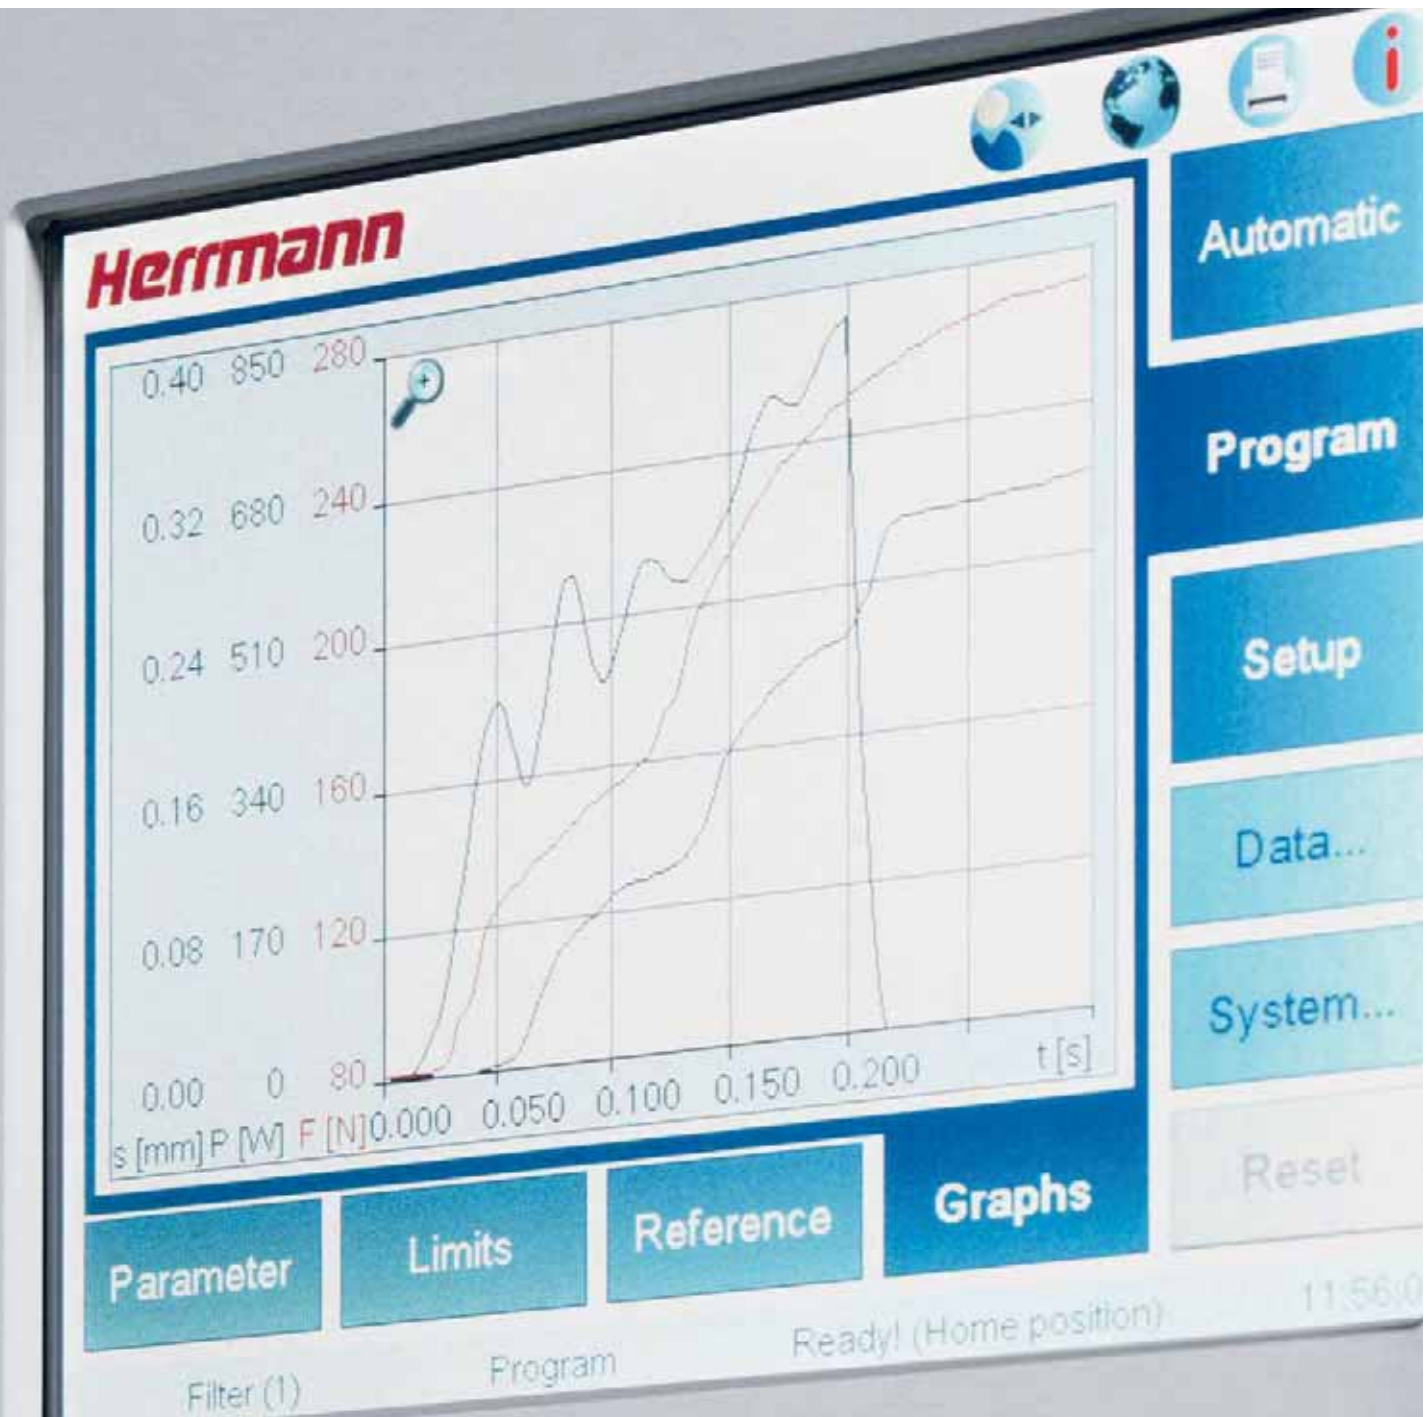 Herrmann
i
Automatic
Program
Setup
Data...
System...
Reset
0.40 850 280
0.32 680 240
0.24 510 200
0.16 340 160
0.08 170 120
0.00 0 80
s [mm] P [W] F [N] 0.000 0.050 0.100 0.150 0.200 t [s]
Parameter Limits Reference Graphs
Filter (1) Program Ready! (Home position)